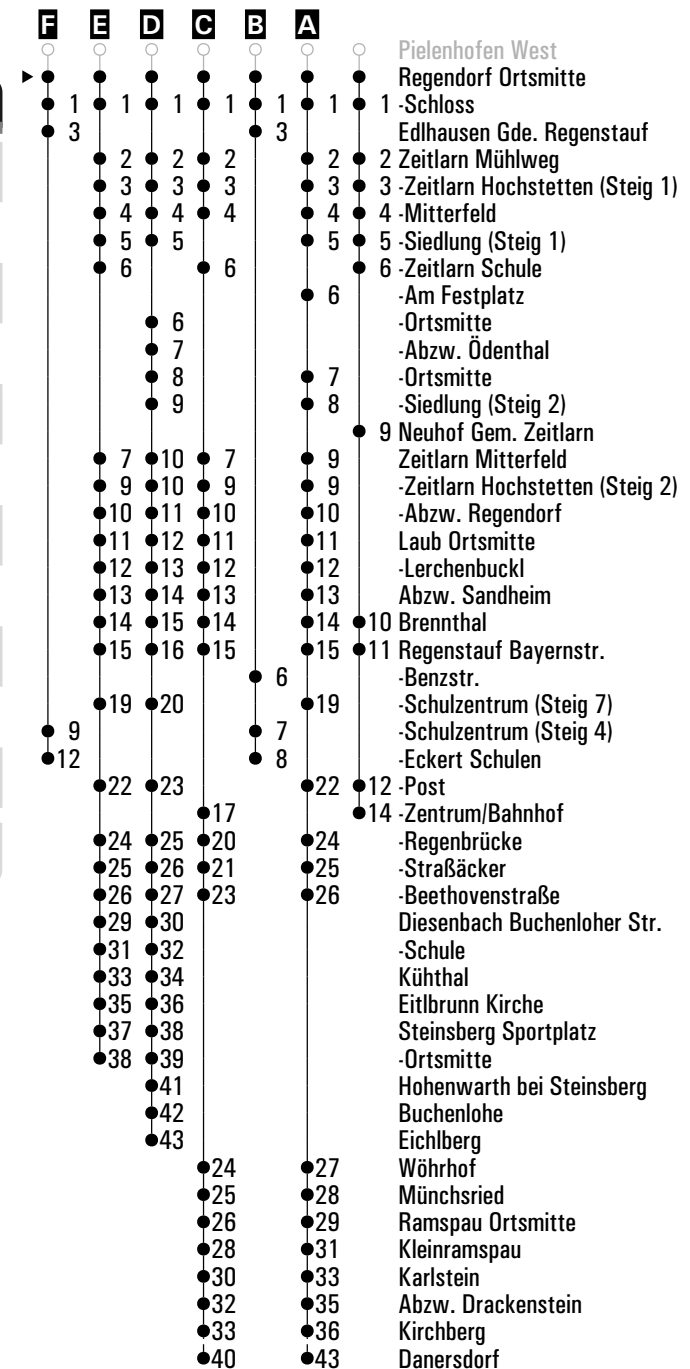 F E D C B A
Pielenhofen West
Regendorf Ortsmitte
1 1 1 1 1 1 1 -Schloss
3 3 Edlhausen Gde. Regenstauf
2 2 2 2 2 Zeitlarn Mühlweg
3 3 3 3 3 -Zeitlarn Hochstetten (Steig 1)
4 4 4 4 4 -Mitterfeld
5 5 5 5 -Siedlung (Steig 1)
6 6 6 -Zeitlarn Schule
6 -Am Festplatz
6 -Ortsmitte
7 -Abzw. Ödenthal
8 7 -Ortsmitte
9 8 -Siedlung (Steig 2)
9 Neuhof Gem. Zeitlarn
7 10 7 9 Zeitlarn Mitterfeld
9 10 9 9 -Zeitlarn Hochstetten (Steig 2)
10 11 10 10 -Abzw. Regendorf
11 12 11 11 Laub Ortsmitte
12 13 12 12 -Lerchenbuckl
13 14 13 13 Abzw. Sandheim
14 15 14 14 10 Brennthal
15 16 15 15 11 Regenstauf Bayernstr.
6 -Benzstr.
19 20 19 -Schulzentrum (Steig 7)
9 7 -Schulzentrum (Steig 4)
12 8 -Eckert Schulen
22 23 22 12 -Post
17 14 -Zentrum/Bahnhof
24 25 20 24 -Regenbrücke
25 26 21 25 -Straßäcker
26 27 23 26 -Beethovenstraße
29 30 Diesenbach Buchenloher Str.
31 32 -Schule
33 34 Kühthal
35 36 Eitlbrunn Kirche
37 38 Steinsberg Sportplatz
38 39 -Ortsmitte
41 Hohenwarth bei Steinsberg
42 Buchenlohe
43 Eichlberg
24 27 Wöhrhof
25 28 Münchsried
26 29 Ramspau Ortsmitte
28 31 Kleinramspau
30 33 Karlstein
32 35 Abzw. Drackenstein
33 36 Kirchberg
40 43 Danersdorf